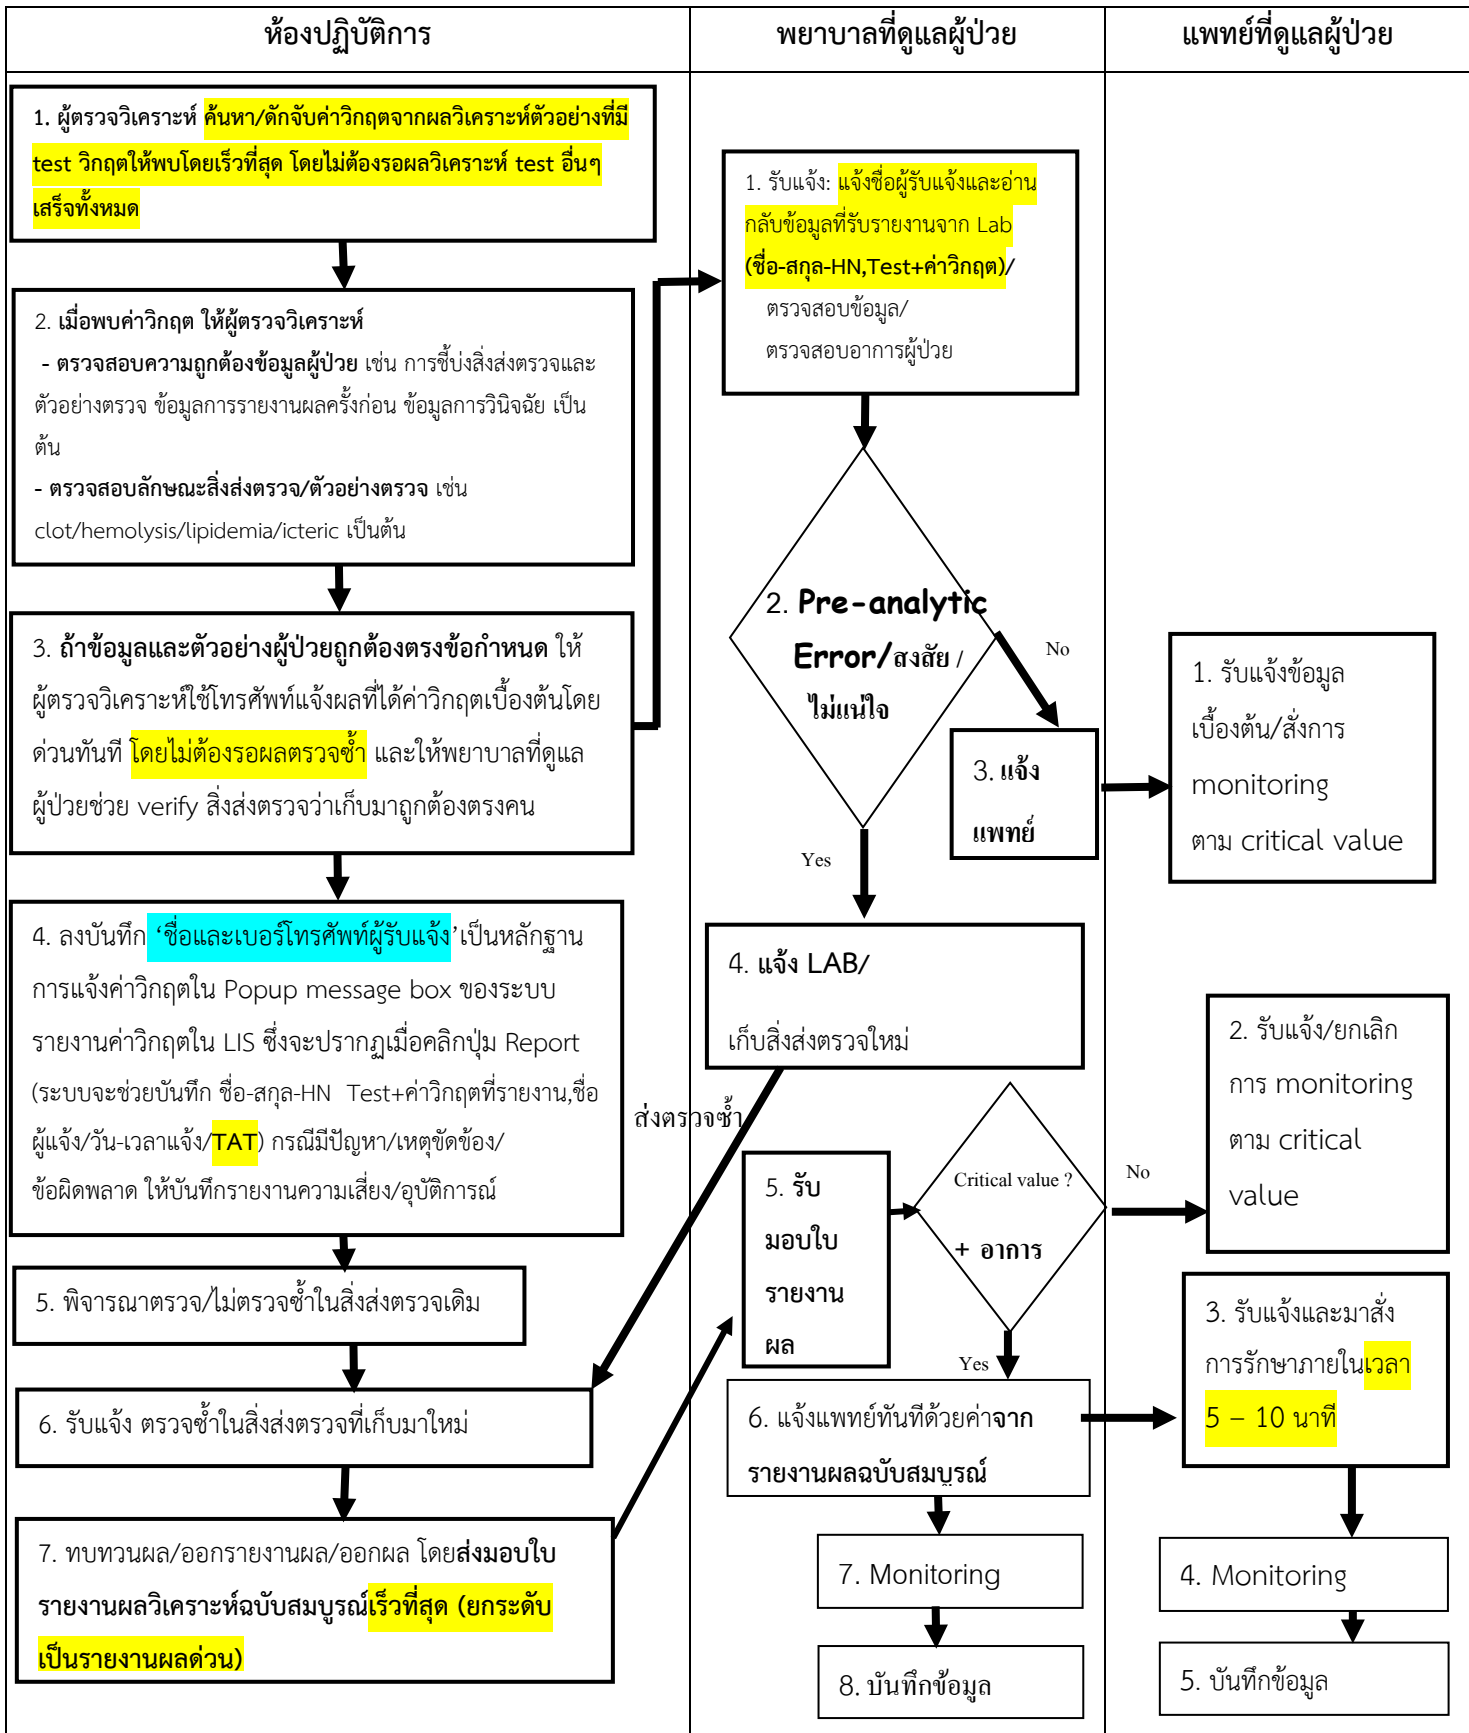 ห้องปฏิบัติการ
พยาบาลที่ดูแลผู้ป่วย
แพทย์ที่ดูแลผู้ป่วย
1. ผู้ตรวจวิเคราะห์ ค้นหา/ดักจับค่าวิกฤตจากผลวิเคราะห์ตัวอย่างที่มี
test วิกฤตให้พบโดยเร็วที่สุด โดยไม่ต้องรอผลวิเคราะห์ test อื่นๆ
เสร็จทั้งหมด
2. เมื่อพบค่าวิกฤต ให้ผู้ตรวจวิเคราะห์
- ตรวจสอบความถูกต้องข้อมูลผู้ป่วย เช่น การชี้บ่งสิ่งส่งตรวจและ
ตัวอย่างตรวจ ข้อมูลการรายงานผลครั้งก่อน ข้อมูลการวินิจฉัย เป็น
ต้น
- ตรวจสอบลักษณะสิ่งส่งตรวจ/ตัวอย่างตรวจ เช่น
clot/hemolysis/lipidemia/icteric เป็นต้น
3. ถ้าข้อมูลและตัวอย่างผู้ป่วยถูกต้องตรงข้อกำหนด ให้
ผู้ตรวจวิเคราะห์ใช้โทรศัพท์แจ้งผลที่ได้ค่าวิกฤตเบื้องต้นโดย
ด่วนทันที โดยไม่ต้องรอผลตรวจซ้ำ และให้พยาบาลที่ดูแล
ผู้ป่วยช่วย verify สิ่งส่งตรวจว่าเก็บมาถูกต้องตรงคน
4. ลงบันทึก ‘ชื่อและเบอร์โทรศัพท์ผู้รับแจ้ง’เป็นหลักฐาน
การแจ้งค่าวิกฤตใน Popup message box ของระบบ
รายงานค่าวิกฤตใน LIS ซึ่งจะปรากฏเมื่อคลิกปุ่ม Report
(ระบบจะช่วยบันทึก ชื่อ-สกุล-HN Test+ค่าวิกฤตที่รายงาน,ชื่อ
ผู้แจ้ง/วัน-เวลาแจ้ง/TAT) กรณีมีปัญหา/เหตุขัดข้อง/
ข้อผิดพลาด ให้บันทึกรายงานความเสี่ยง/อุบัติการณ์
5. พิจารณาตรวจ/ไม่ตรวจซ้ำในสิ่งส่งตรวจเดิม
6. รับแจ้ง ตรวจซ้ำในสิ่งส่งตรวจที่เก็บมาใหม่
7. ทบทวนผล/ออกรายงานผล/ออกผล โดยส่งมอบใบ
รายงานผลวิเคราะห์ฉบับสมบูรณ์เร็วที่สุด (ยกระดับ
เป็นรายงานผลด่วน)
1. รับแจ้ง: แจ้งชื่อผู้รับแจ้งและอ่าน
กลับข้อมูลที่รับรายงานจาก Lab
(ชื่อ-สกุล-HN,Test+ค่าวิกฤต)/
ตรวจสอบข้อมูล/
ตรวจสอบอาการผู้ป่วย
2. Pre-analytic
Error/สงสัย /
ไม่แน่ใจ
No
Yes
3. แจ้ง
แพทย์
4. แจ้ง LAB/
เก็บสิ่งส่งตรวจใหม่
ส่งตรวจซ้ำ
5. รับ
มอบใบ
รายงาน
ผล
Critical value ?
+ อาการ
No
Yes
6. แจ้งแพทย์ทันทีด้วยค่าจาก
รายงานผลฉบับสมบูรณ์
7. Monitoring
8. บันทึกข้อมูล
1. รับแจ้งข้อมูล
เบื้องต้น/สั่งการ
monitoring
ตาม critical value
2. รับแจ้ง/ยกเลิก
การ monitoring
ตาม critical
value
3. รับแจ้งและมาสั่ง
การรักษาภายในเวลา
5 – 10 นาที
4. Monitoring
5. บันทึกข้อมูล